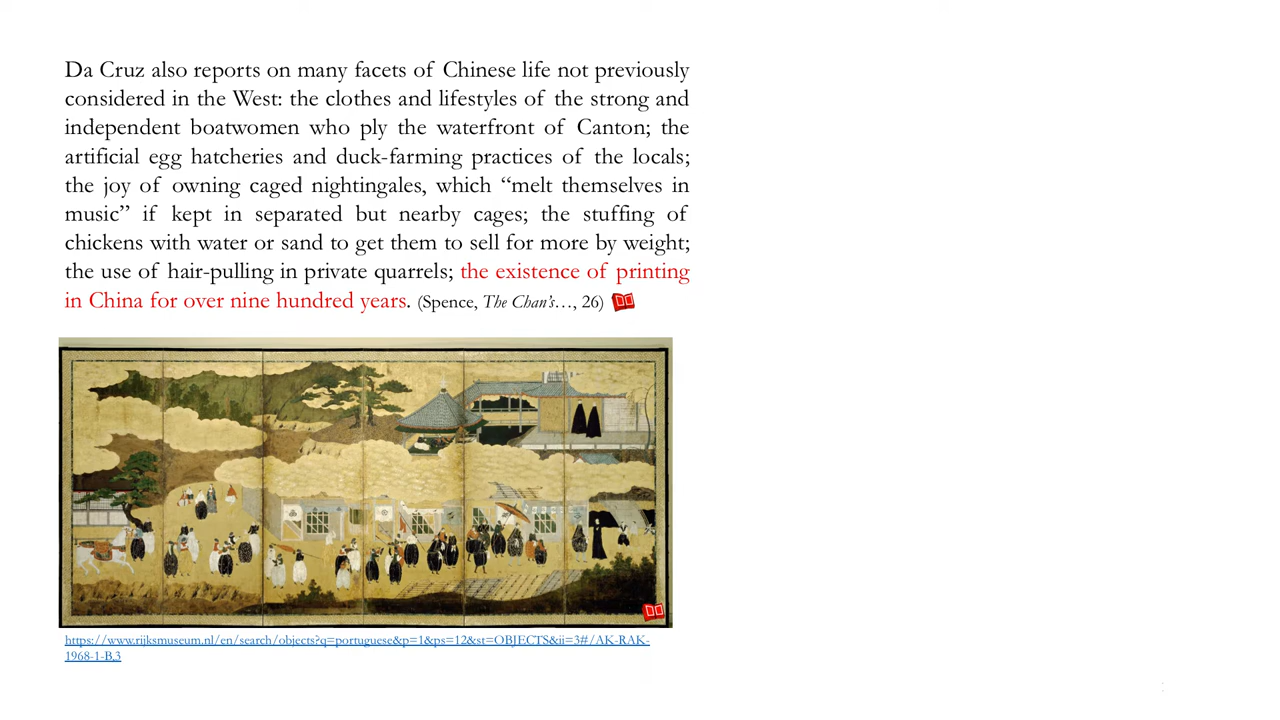 Da Cruz also reports on many facets of Chinese life not previously
considered in the West: the clothes and lifestyles of the strong and
independent boatwomen who ply the waterfront of Canton; the
artificial egg hatcheries and duck-farming practices of the locals;
the joy of owning caged nightingales, which “melt themselves in
music” if kept in separated but nearby cages; the stuffing of
chickens with water or sand to get them to sell for more by weight;
the use of hair-pulling in private quarrels; the existence of printing
in China for over nine hundred years. (Spence, The Chan’s…, 26)
https://www.rijksmuseum.nl/en/search/objects?q=portuguese&p=1&ps=12&st=OBJECTS&ii=3#/AK-RAK-
1968-1-B,3